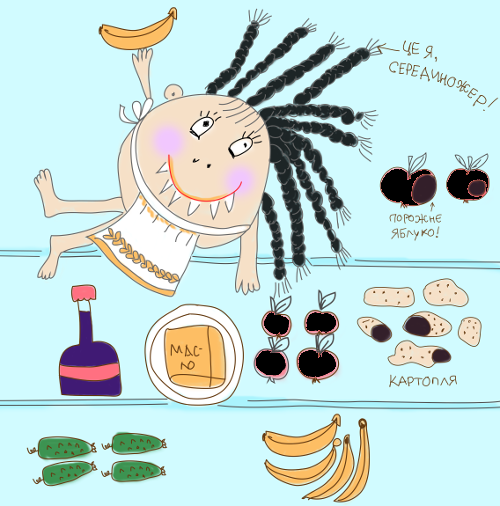 ЦЕ Я,
СЕРЕДИНОЖЕР!
ПОРОЖНЄ
ЯБЛУКО!
МАС-
ЛО
КАРТОПЛЯ